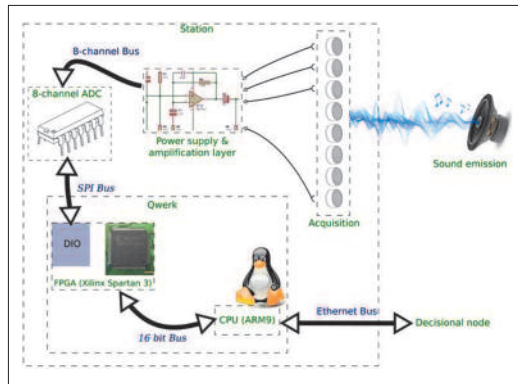 Station
8-channel Bus
8-channel ADC
Power supply &
amplification layer
Sound emission
Acquisition
SPI Bus
Qwerk
DIO
FPGA (Xilinx Spartan 3)
CPU (ARM9)
16 bit Bus
Ethernet Bus
Decisional node